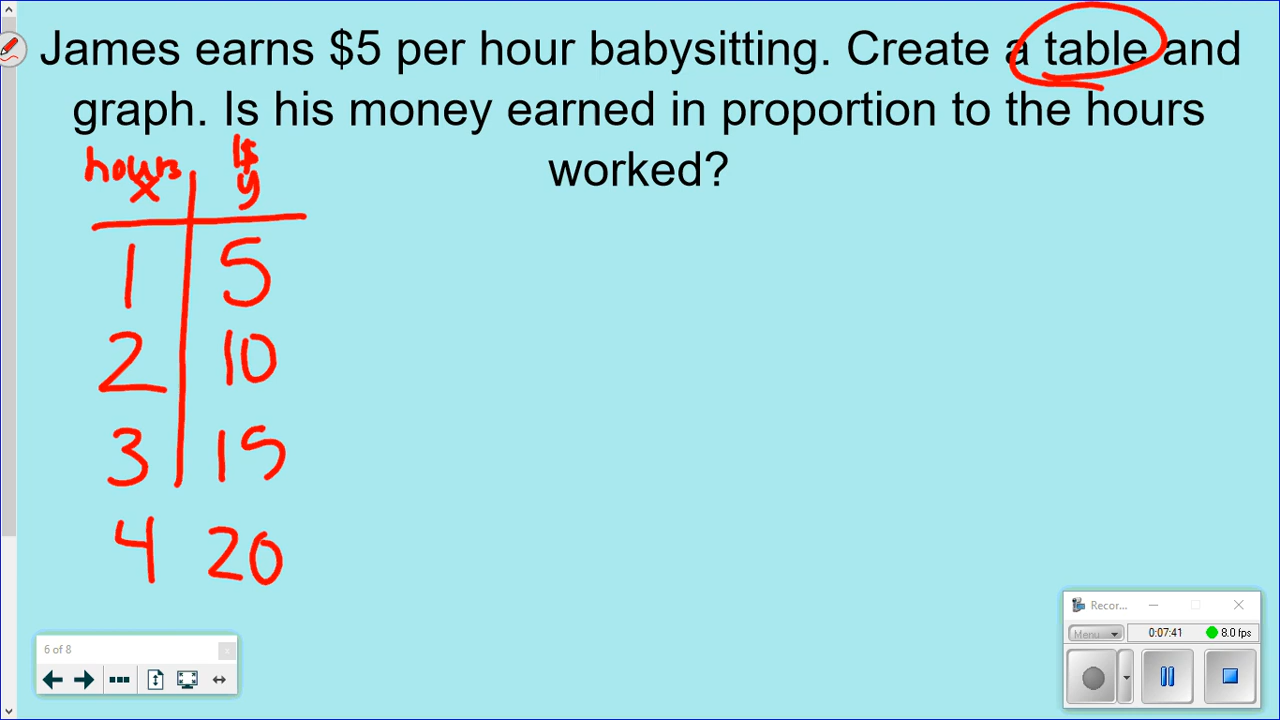 James earns $5 per hour babysitting. Create a table and
graph. Is his money earned in proportion to the hours
worked?
hours $
x y
1 5
2 10
3 15
4 20
6 of 8
Recor...
Menu 0:07:41 8.0 fps